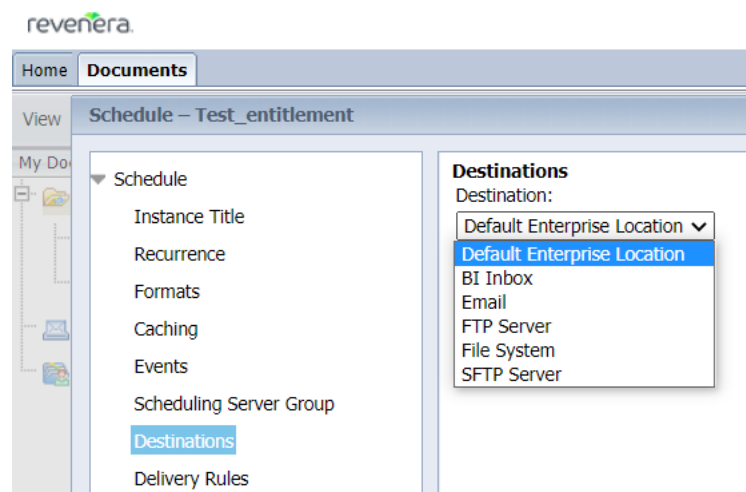 revenera.
Home
Documents
View
Schedule – Test_entitlement
My Do
Schedule
Instance Title
Recurrence
Formats
Caching
Events
Scheduling Server Group
Destinations
Delivery Rules
Destinations
Destination:
Default Enterprise Location
Default Enterprise Location
BI Inbox
Email
FTP Server
File System
SFTP Server